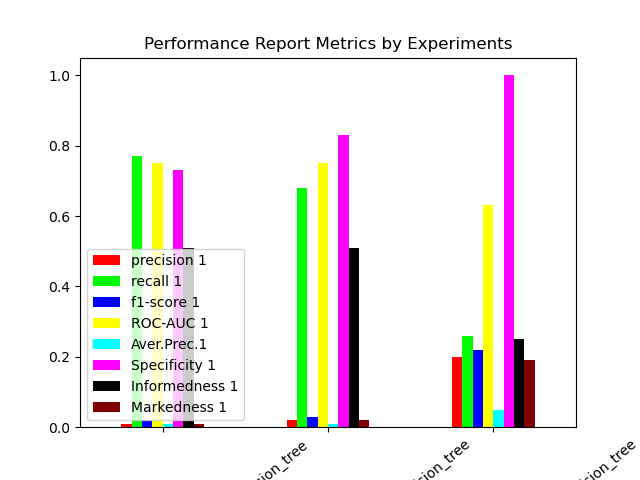 Performance Report Metrics by Experiments
1.0
0.8
0.6
0.4
0.2
0.0
precision 1
recall 1
f1-score 1
ROC-AUC 1
Aver.Prec.1
Specificity 1
Informedness 1
Markedness 1